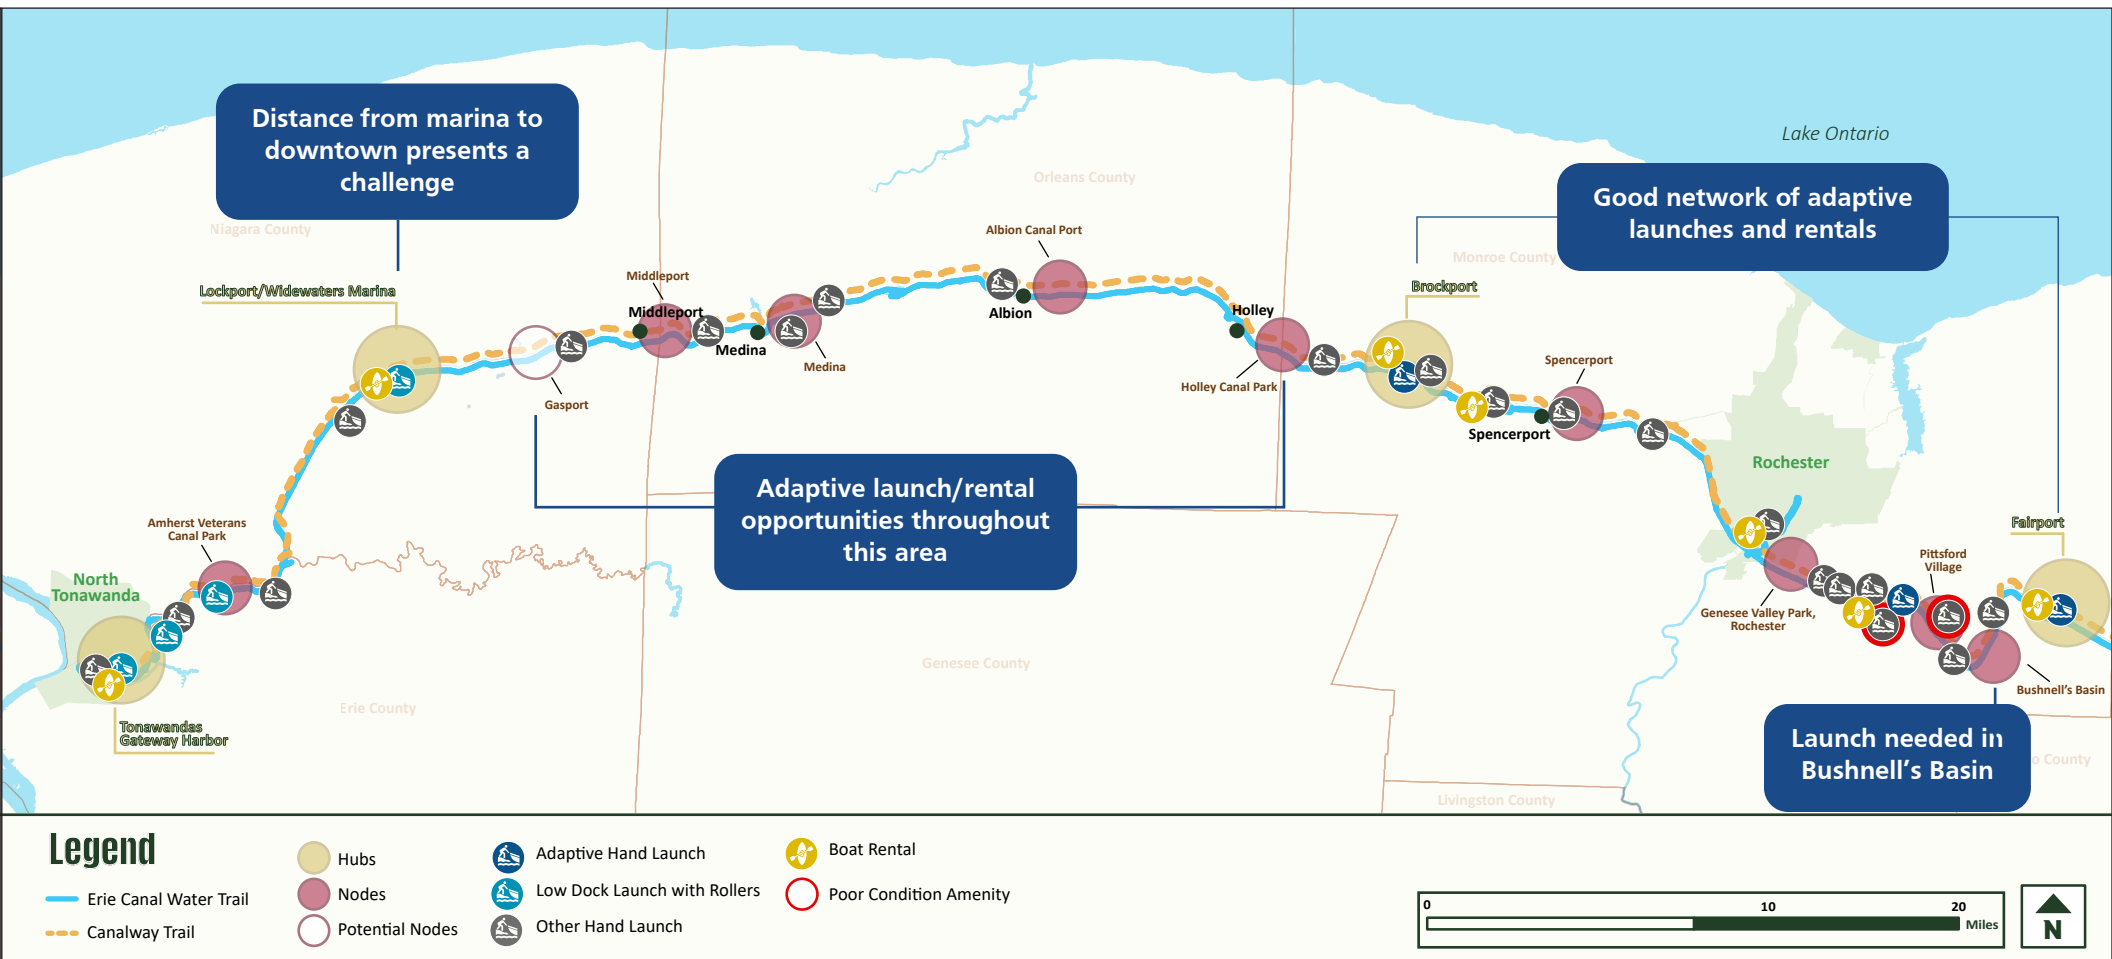 Distance from marina to
downtown presents a
challenge
Lake Ontario
Good network of adaptive
launches and rentals
Orleans County
Niagara County
Monroe County
Albion Canal Port
Middleport
Lockport/Widewaters Marina
Brockport
Middleport
Albion
Holley
Medina
Medina
Gasport
Holley Canal Park
Spencerport
Spencerport
Rochester
Adaptive launch/rental
opportunities throughout
this area
Amherst Veterans
Canal Park
North
Tonawanda
Fairport
Pittsford
Village
Genesee Valley Park,
Rochester
Genesee County
Bushnell's Basin
Erie County
Tonawandas
Gateway Harbor
Launch needed in
Bushnell's Basin
o County
Livingston County
Legend
Erie Canal Water Trail
Canalway Trail
Hubs
Nodes
Potential Nodes
Adaptive Hand Launch
Low Dock Launch with Rollers
Other Hand Launch
Boat Rental
Poor Condition Amenity
0 10 20
Miles
N